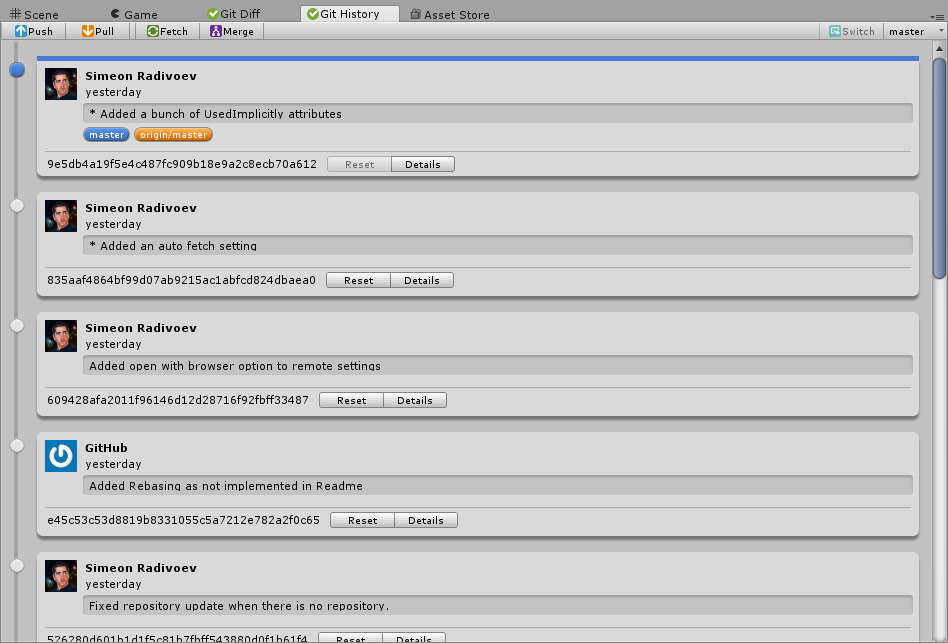 Scene Game Git Diff Git History Asset Store
Push Pull Fetch Merge Switch master
Simeon Radivoev
yesterday
* Added a bunch of UsedImplicitly attributes
master origin/master
9e5db4a19f5e4c487fc909b18e9a2c8ecb70a612 Reset Details
Simeon Radivoev
yesterday
* Added an auto fetch setting
835aaf4864bf99d07ab9215ac1abfcd824dbaea0 Reset Details
Simeon Radivoev
yesterday
Added open with browser option to remote settings
609428afa2011f96146d12d28716f92fbff33487 Reset Details
GitHub
yesterday
Added Rebasing as not implemented in Readme
e45c53c53d8819b8331055c5a7212e782a2f0c65 Reset Details
Simeon Radivoev
yesterday
Fixed repository update when there is no repository.
526280d601b1d1f5c81b7fbff543880d0f1b61f4 Reset Details